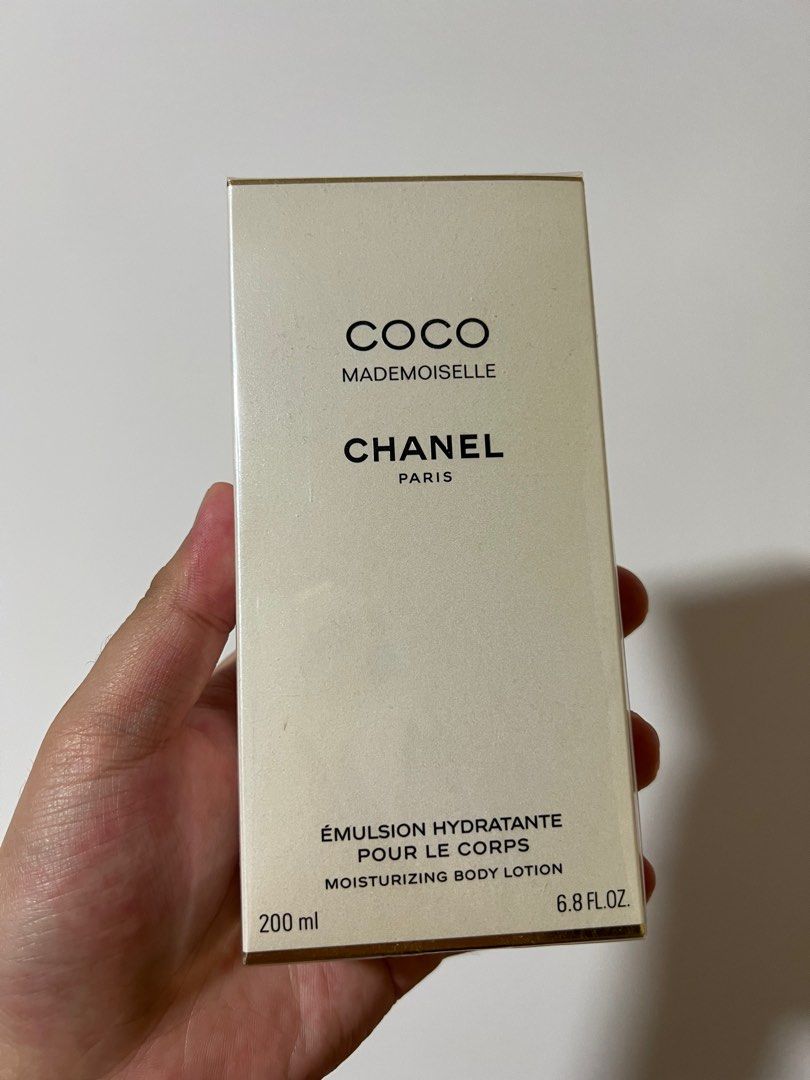 COCO
MADEMOISELLE
CHANEL
PARIS
ÉMULSION HYDRATANTE
POUR LE CORPS
MOISTURIZING BODY LOTION
200 ml 6.8 FL.OZ.